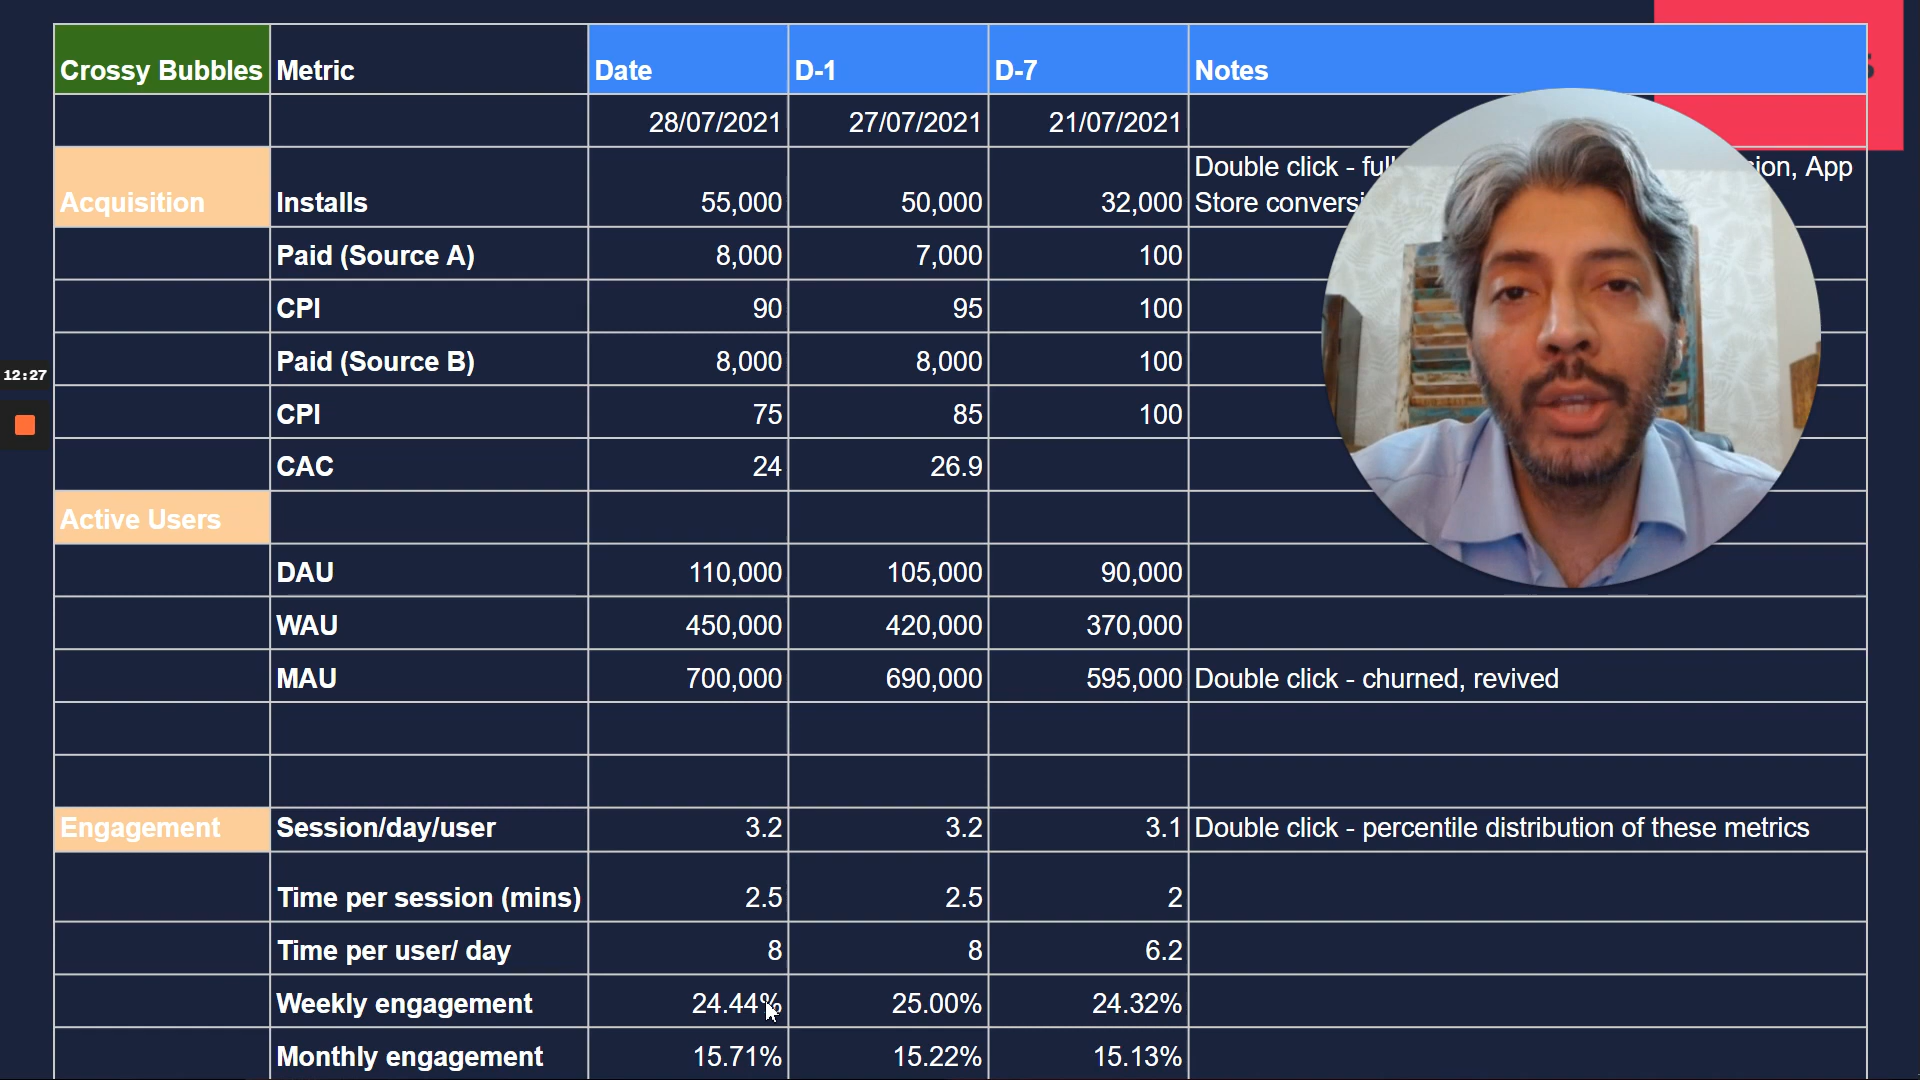 Crossy Bubbles Metric Date D-1 D-7 Notes
28/07/2021 27/07/2021 21/07/2021
Double click - App
Acquisition Installs 55,000 50,000 32,000 Store
Paid (Source A) 8,000 7,000 100
CPI 90 95 100
Paid (Source B) 8,000 8,000 100
12:27
CPI 75 85 100
CAC 24 26.9
Active Users
DAU 110,000 105,000 90,000
WAU 450,000 420,000 370,000
MAU 700,000 690,000 595,000 Double click - churned, revived
Engagement Session/day/user 3.2 3.2 3.1 Double click - percentile distribution of these metrics
Time per session (mins) 2.5 2.5 2
Time per user/ day 8 8 6.2
Weekly engagement 24.44% 25.00% 24.32%
Monthly engagement 15.71% 15.22% 15.13%